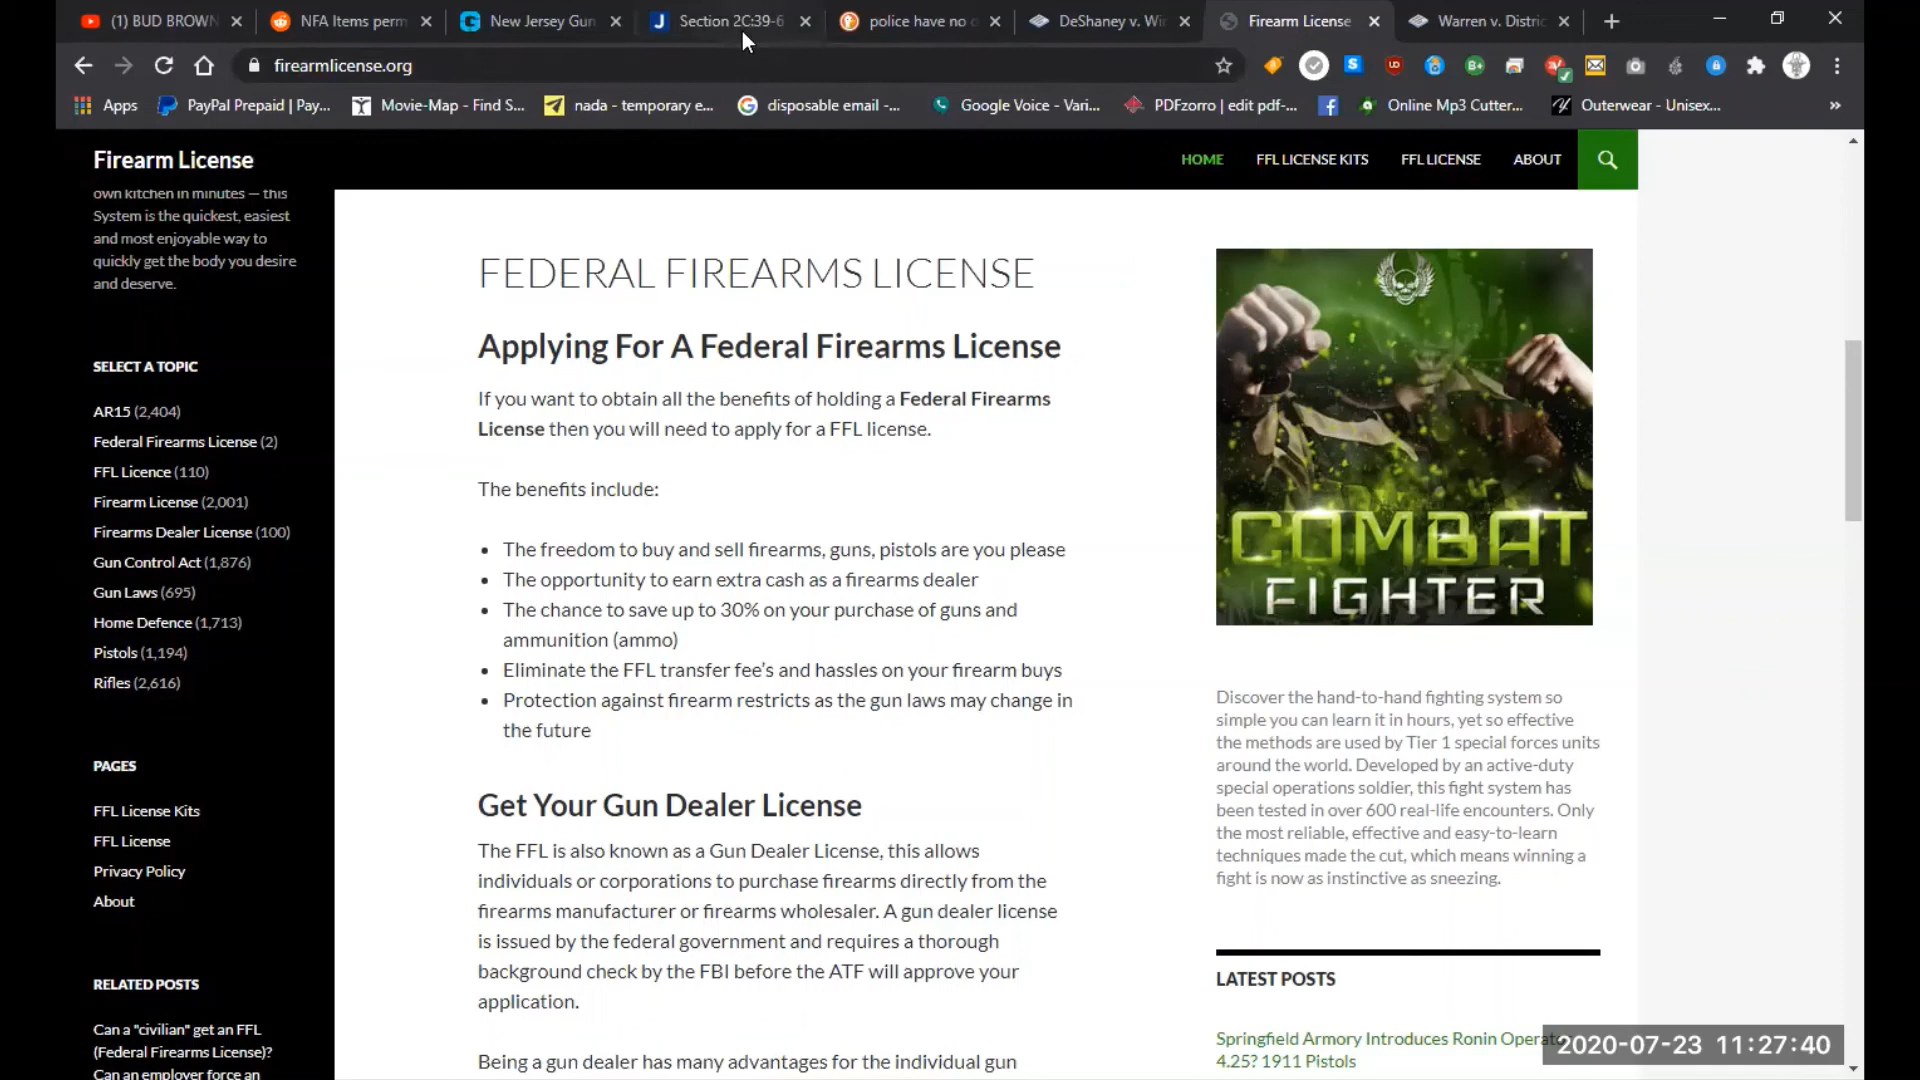 (1) BUD BROWN
NFA Items perm
New Jersey Gun
Section 2C:39-6
police have no
DeShaney v. Wi
Firearm License
Warren v. Distric
firearmlicense.org
Apps
PayPal Prepaid | Pay...
Movie-Map - Find S...
nada - temporary e...
disposable email -...
Google Voice - Vari...
PDFzorro | edit pdf-...
Online Mp3 Cutter...
Outerwear - Unisex...
Firearm License
HOME
FFL LICENSE KITS
FFL LICENSE
ABOUT
own kitchen in minutes — this
System is the quickest, easiest
and most enjoyable way to
quickly get the body you desire
and deserve.
SELECT A TOPIC
AR15 (2,404)
Federal Firearms License (2)
FFL Licence (110)
Firearm License (2,001)
Firearms Dealer License (100)
Gun Control Act (1,876)
Gun Laws (695)
Home Defence (1,713)
Pistols (1,194)
Rifles (2,616)
PAGES
FFL License Kits
FFL License
Privacy Policy
About
RELATED POSTS
Can a "civilian" get an FFL
(Federal Firearms License)?
Can an employer force an
FEDERAL FIREARMS LICENSE
Applying For A Federal Firearms License
If you want to obtain all the benefits of holding a Federal Firearms
License then you will need to apply for a FFL license.
The benefits include:
• The freedom to buy and sell firearms, guns, pistols are you please
• The opportunity to earn extra cash as a firearms dealer
• The chance to save up to 30% on your purchase of guns and
ammunition (ammo)
• Eliminate the FFL transfer fee's and hassles on your firearm buys
• Protection against firearm restricts as the gun laws may change in
the future
Get Your Gun Dealer License
The FFL is also known as a Gun Dealer License, this allows
individuals or corporations to purchase firearms directly from the
firearms manufacturer or firearms wholesaler. A gun dealer license
is issued by the federal government and requires a thorough
background check by the FBI before the ATF will approve your
application.
Being a gun dealer has many advantages for the individual gun
COMBAT
FIGHTER
Discover the hand-to-hand fighting system so
simple you can learn it in hours, yet so effective
the methods are used by Tier 1 special forces units
around the world. Developed by an active-duty
special operations soldier, this fight system has
been tested in over 600 real-life encounters. Only
the most reliable, effective and easy-to-learn
techniques made the cut, which means winning a
fight is now as instinctive as sneezing.
LATEST POSTS
Springfield Armory Introduces Ronin Operat
4.25? 1911 Pistols
2020-07-23 11:27:40